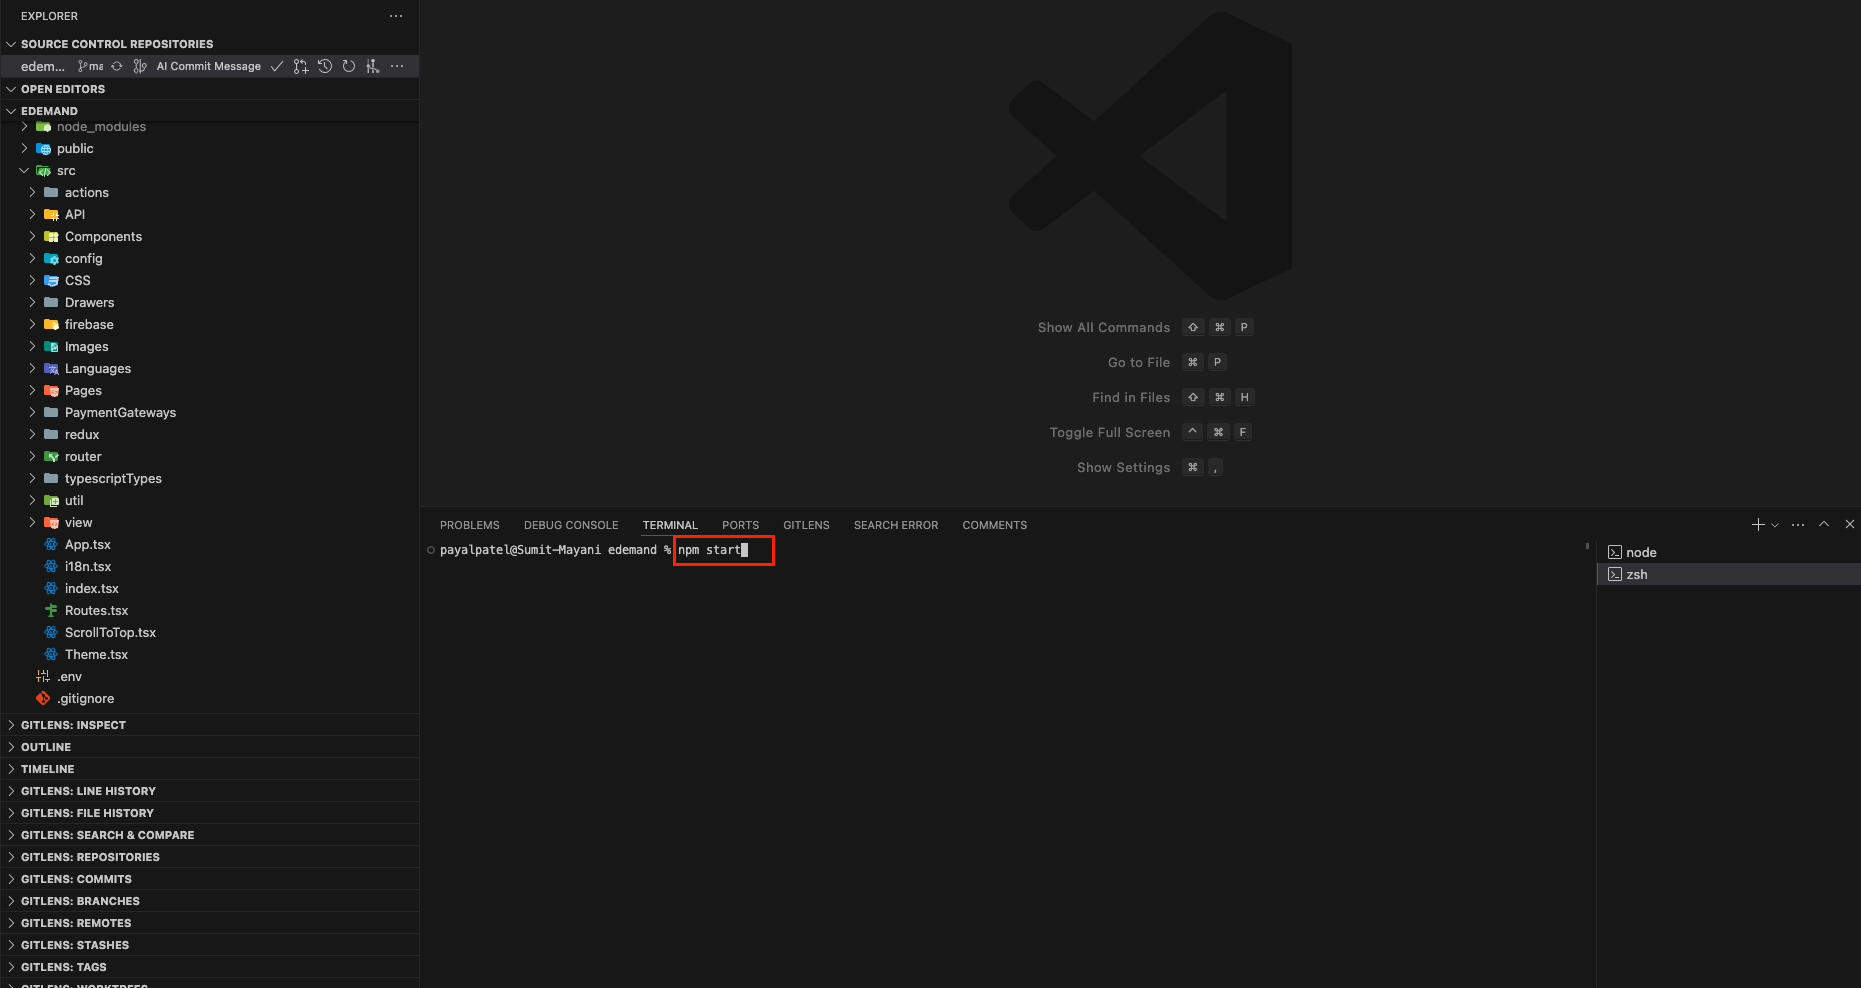 EXPLORER
SOURCE CONTROL REPOSITORIES
edem... ma AI Commit Message
OPEN EDITORS
EDEMAND
node_modules
public
src
actions
API
Components
config
CSS
Drawers
firebase
Images
Languages
Pages
PaymentGateways
redux
router
typescriptTypes
util
view
App.tsx
i18n.tsx
index.tsx
Routes.tsx
ScrollToTop.tsx
Theme.tsx
.env
.gitignore
GITLENS: INSPECT
OUTLINE
TIMELINE
GITLENS: LINE HISTORY
GITLENS: FILE HISTORY
GITLENS: SEARCH & COMPARE
GITLENS: REPOSITORIES
GITLENS: COMMITS
GITLENS: BRANCHES
GITLENS: REMOTES
GITLENS: STASHES
GITLENS: TAGS
GITLENS: WORKTREES
Show All Commands ⇧ ⌘ P
Go to File ⌘ P
Find in Files ⇧ ⌘ H
Toggle Full Screen ^ ⌘ F
Show Settings ⌘ ,
PROBLEMS DEBUG CONSOLE TERMINAL PORTS GITLENS SEARCH ERROR COMMENTS
payalpatel@Sumit-Mayani edemand % npm start
node
zsh